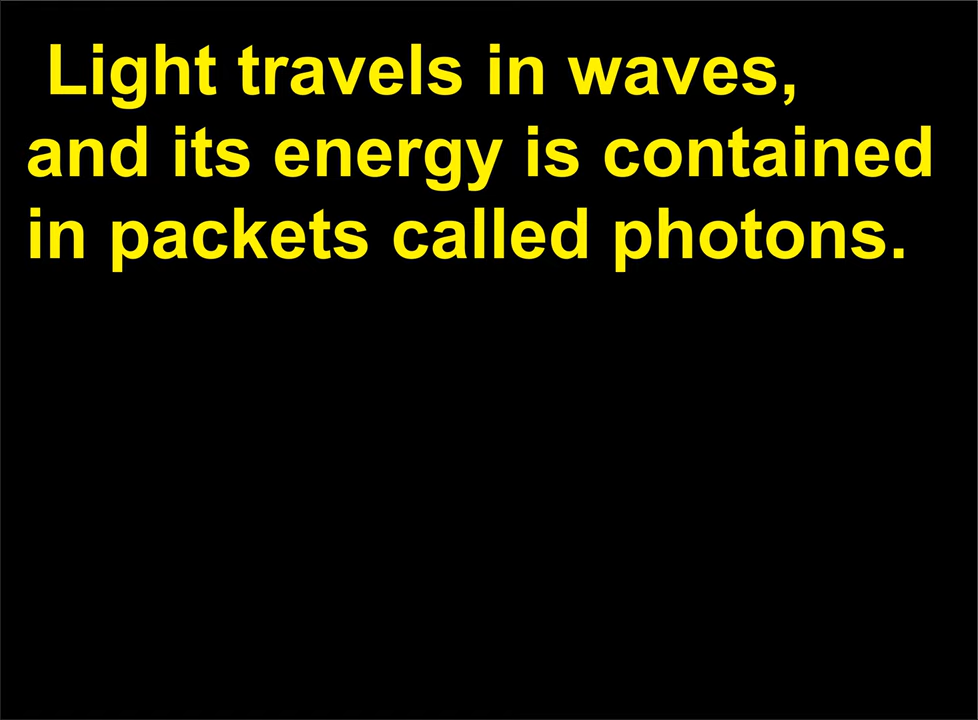 Light travels in waves,
and its energy is contained
in packets called photons.